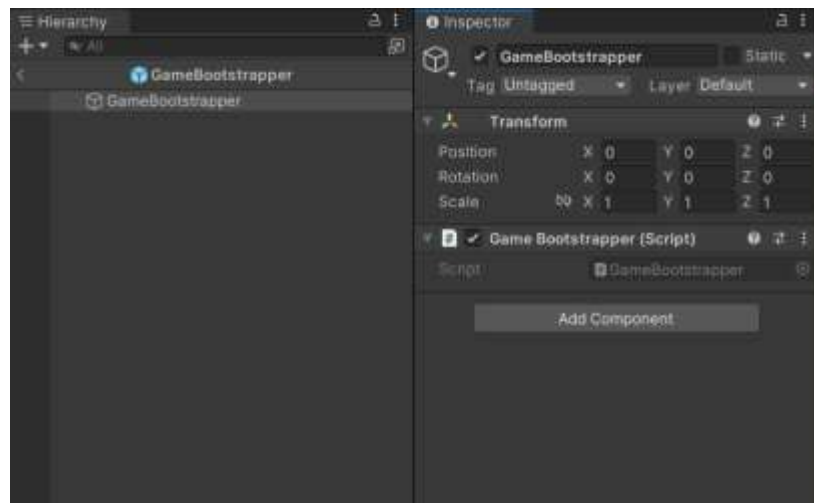 Hierarchy
All
GameBootstrapper
GameBootstrapper
Inspector
GameBootstrapper Static
Tag Untagged Layer Default
Transform
Position X 0 Y 0 Z 0
Rotation X 0 Y 0 Z 0
Scale X 1 Y 1 Z 1
Game Bootstrapper (Script)
Script GameBootstrapper
Add Component